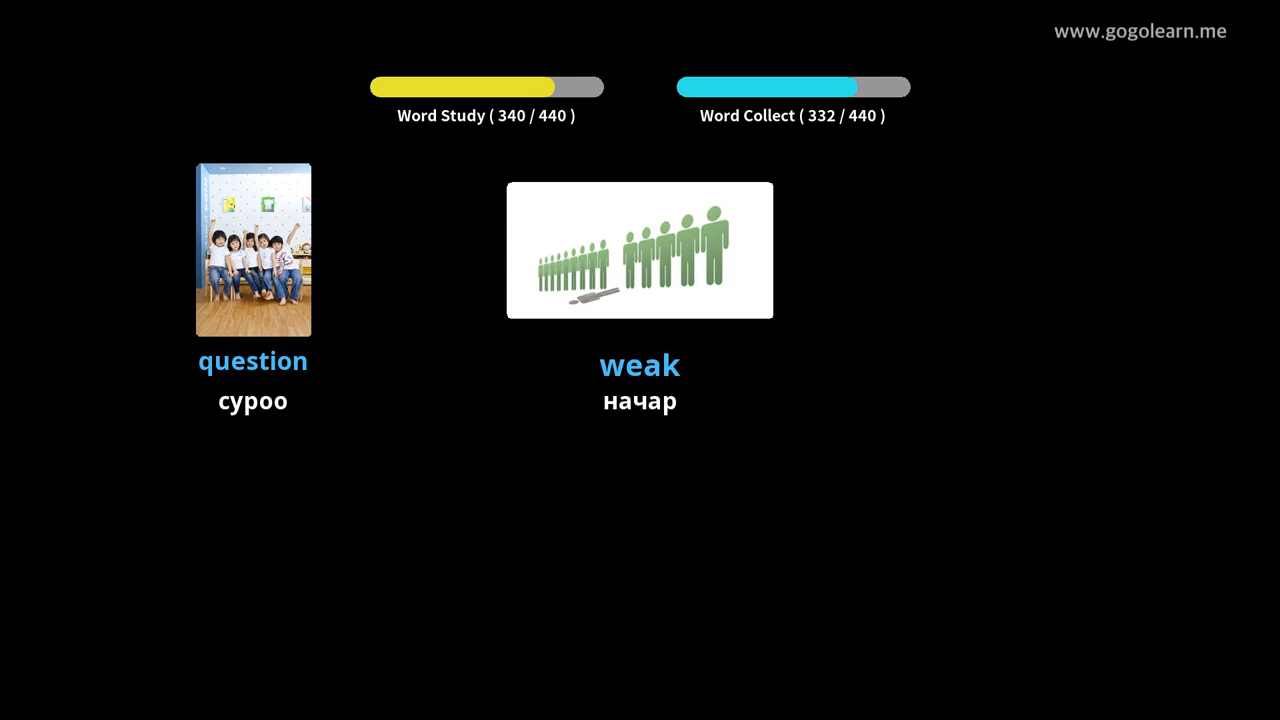 www.gogolearn.me
Word Study ( 340 / 440 )
Word Collect ( 332 / 440 )
question
суроо
weak
начар